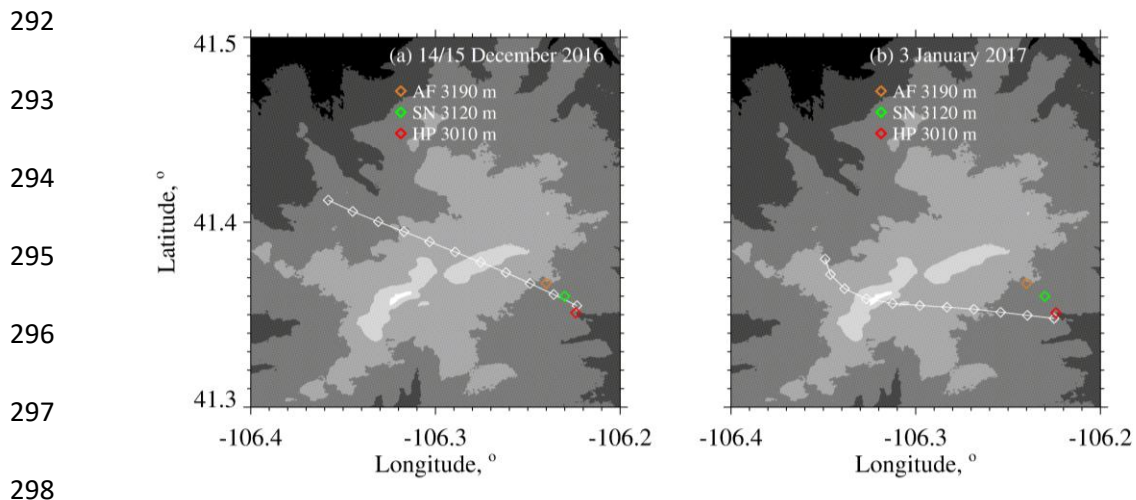 292
41.5
(a) 14/15 December 2016
(b) 3 January 2017
293
AF 3190 m
AF 3190 m
SN 3120 m
SN 3120 m
HP 3010 m
HP 3010 m
294
Latitude, °
41.4
295
296
297
41.3
-106.4
-106.3
-106.2
-106.4
-106.3
-106.2
Longitude, °
Longitude, °
298